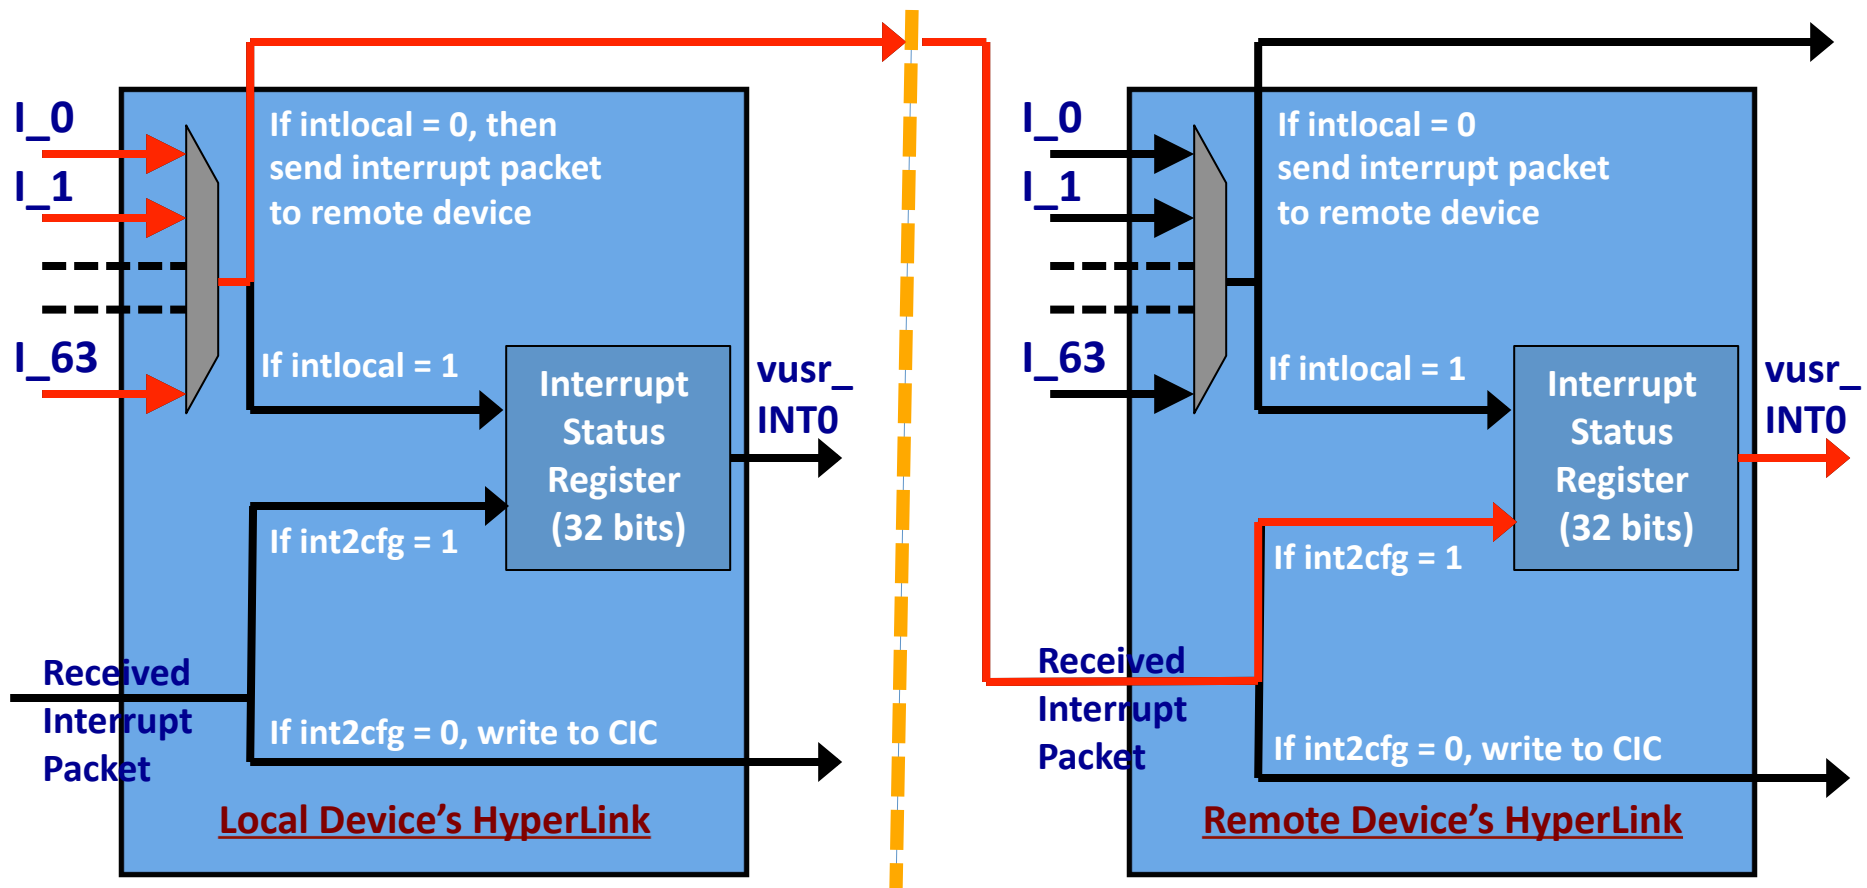 I_0
I_1
I_63
If intlocal = 0, then
send interrupt packet
to remote device
If intlocal = 1
Interrupt
Status
Register
(32 bits)
vusr_
INT0
If int2cfg = 1
Received
Interrupt
Packet
If int2cfg = 0, write to CIC
Local Device’s HyperLink
I_0
I_1
I_63
If intlocal = 0
send interrupt packet
to remote device
If intlocal = 1
Interrupt
Status
Register
(32 bits)
vusr_
INT0
If int2cfg = 1
Received
Interrupt
Packet
If int2cfg = 0, write to CIC
Remote Device’s HyperLink